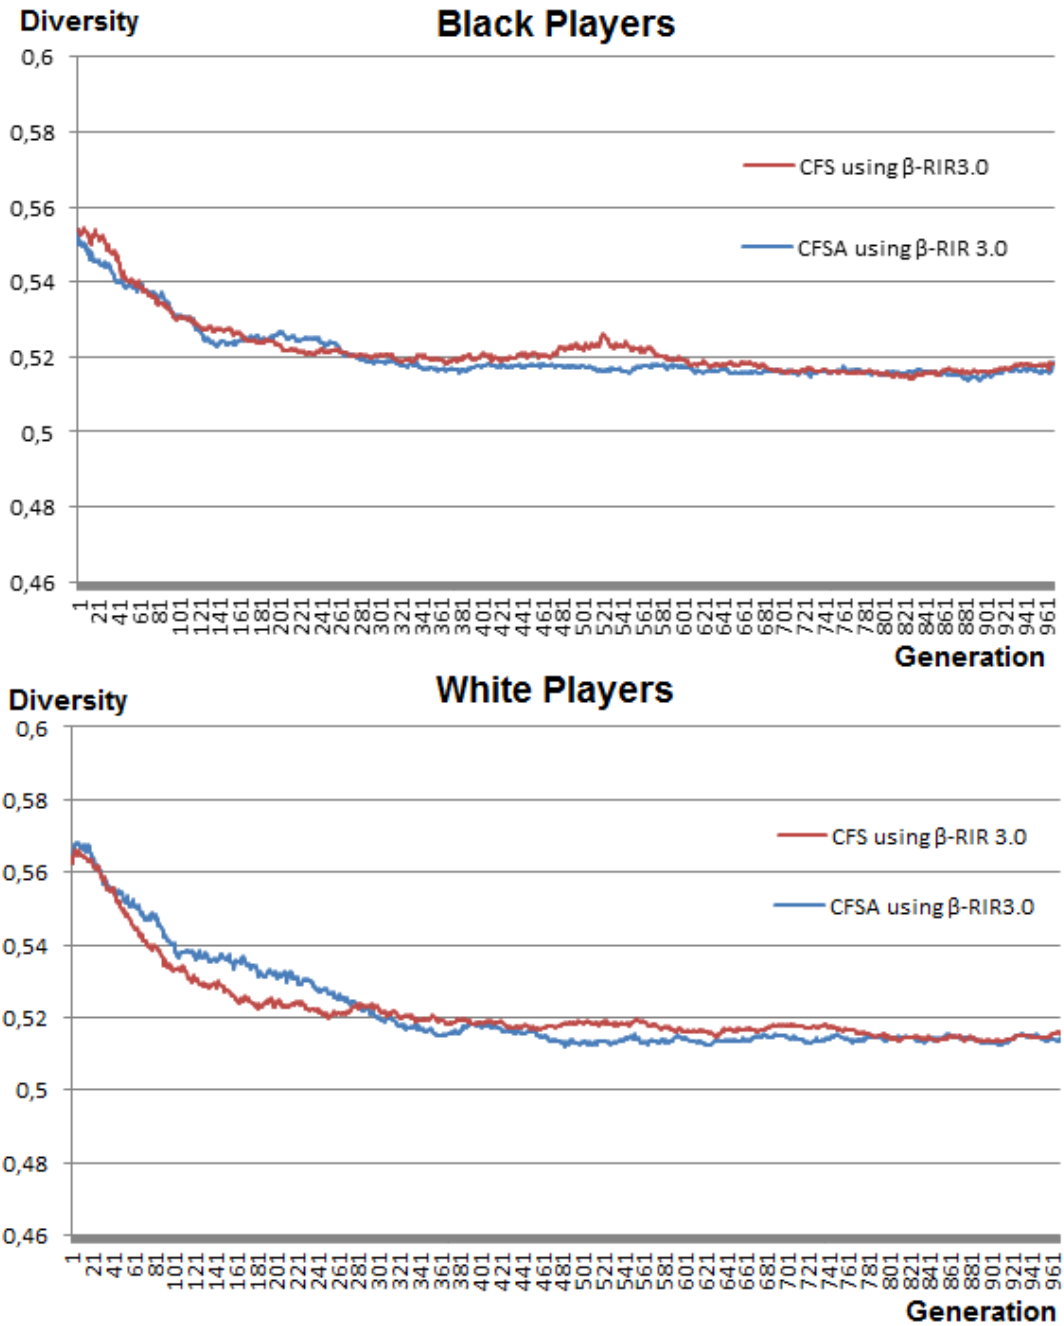 Diversity
Black Players
0,6
0,58
0,56
0,54
0,52
0,5
0,48
0,46
CFS using β-RIR3.0
CFSA using β-RIR 3.0
1 21 41 61 81 101 121 141 161 181 201 221 241 261 281 301 321 341 361 381 401 421 441 461 481 501 521 541 561 581 601 621 641 661 681 701 721 741 761 781 801 821 841 861 881 901 921 941 961
Generation
White Players
Diversity
0,6
0,58
0,56
0,54
0,52
0,5
0,48
0,46
CFS using β-RIR 3.0
CFSA using β-RIR3.0
1 21 41 61 81 101 121 141 161 181 201 221 241 261 281 301 321 341 361 381 401 421 441 461 481 501 521 541 561 581 601 621 641 661 681 701 721 741 761 781 801 821 841 861 881 901 921 941 961
Generation